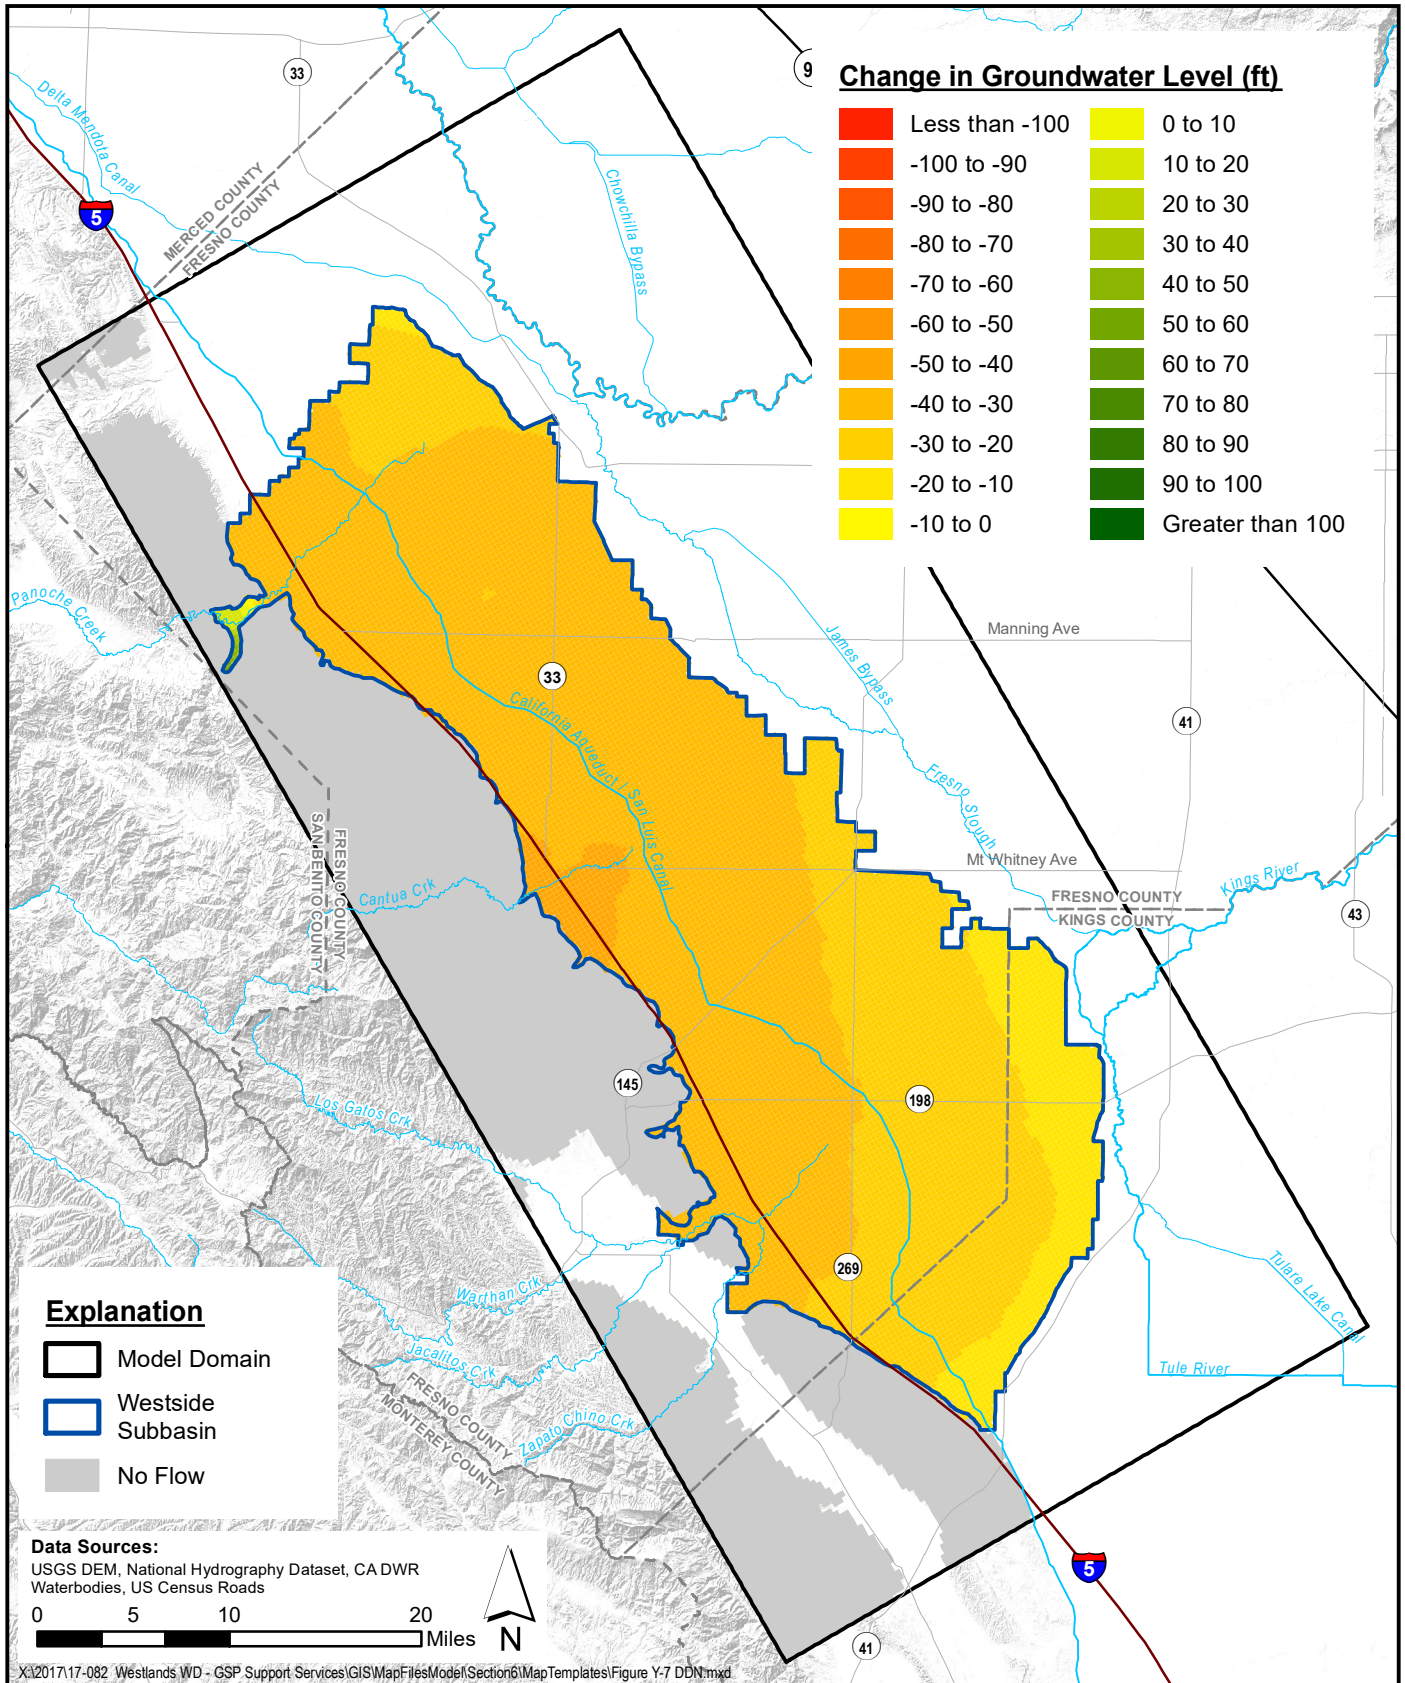 33
9
Delta Mendota Canal
5
MERCED COUNTY
FRESNO COUNTY
Chowchilla Bypass
Change in Groundwater Level (ft)
Less than -100
-100 to -90
-90 to -80
-80 to -70
-70 to -60
-60 to -50
-50 to -40
-40 to -30
-30 to -20
-20 to -10
-10 to 0
0 to 10
10 to 20
20 to 30
30 to 40
40 to 50
50 to 60
60 to 70
70 to 80
80 to 90
90 to 100
Greater than 100
Panoche Creek
James Bypass
Manning Ave
33
41
California Aqueduct / San Luis Canal
Fresno Slough
SAN BENITO COUNTY
FRESNO COUNTY
Mt Whitney Ave
Cantua Crk
Kings River
FRESNO COUNTY
KINGS COUNTY
43
145
198
Los Gatos Crk
269
Warthan Crk
Tulare Lake Canal
Jacalitos Crk
Tule River
FRESNO COUNTY
MONTEREY COUNTY
Zapato Chino Crk
Explanation
Model Domain
Westside
Subbasin
No Flow
Data Sources:
USGS DEM, National Hydrography Dataset, CA DWR
Waterbodies, US Census Roads
0 5 10 20
Miles
N
5
41
X:\2017\17-082 Westlands WD - GSP Support Services\GIS\MapFilesModel\Section6\MapTemplates\Figure Y-7 DDN.mxd